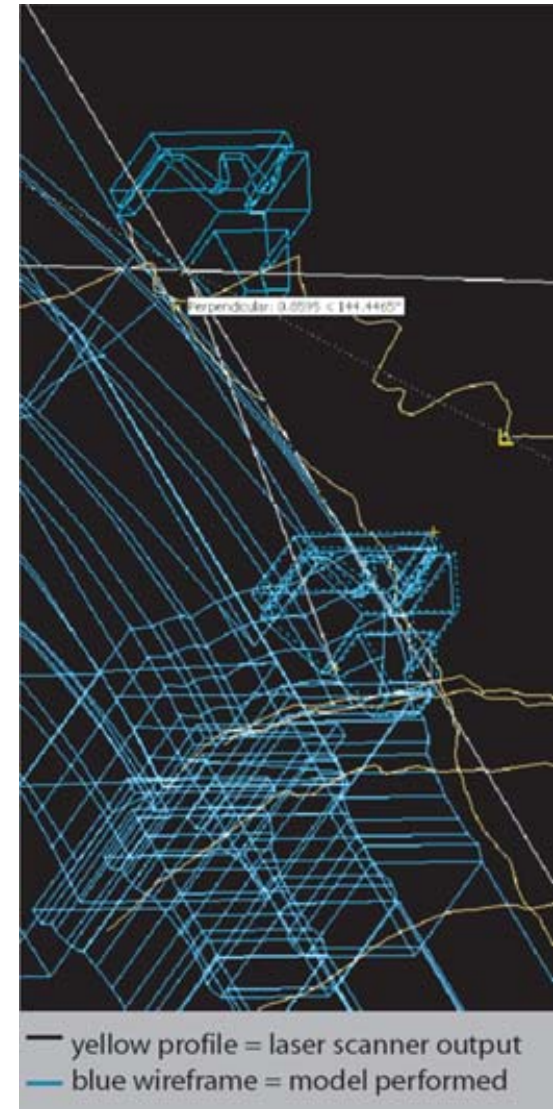 Perpendicular: 0.8595 < 144.4465°
yellow profile = laser scanner output
blue wireframe = model performed